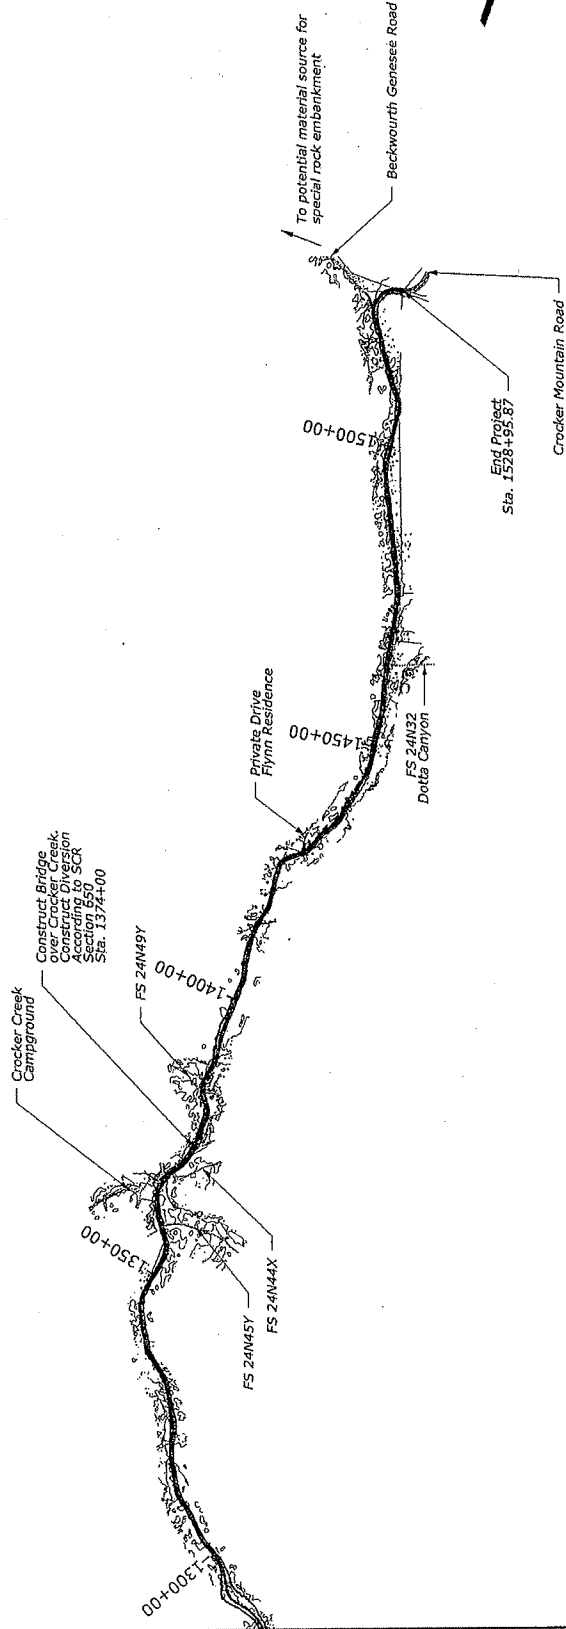 Crocker Creek
Campground
Construct Bridge
over Crocker Creek.
Construct Diversion
According to SCR
Section 650
Sta. 1374+00
FS 24N49Y
1300+00
1350+00
1400+00
FS 24N45Y
FS 24N44X
Private Drive
Flynn Residence
1450+00
FS 24N32
Dotta Canyon
1500+00
To potential material source for
special rock embankment
Beckwourth Genesee Road
End Project
Sta. 1528+95.87
Crocker Mountain Road